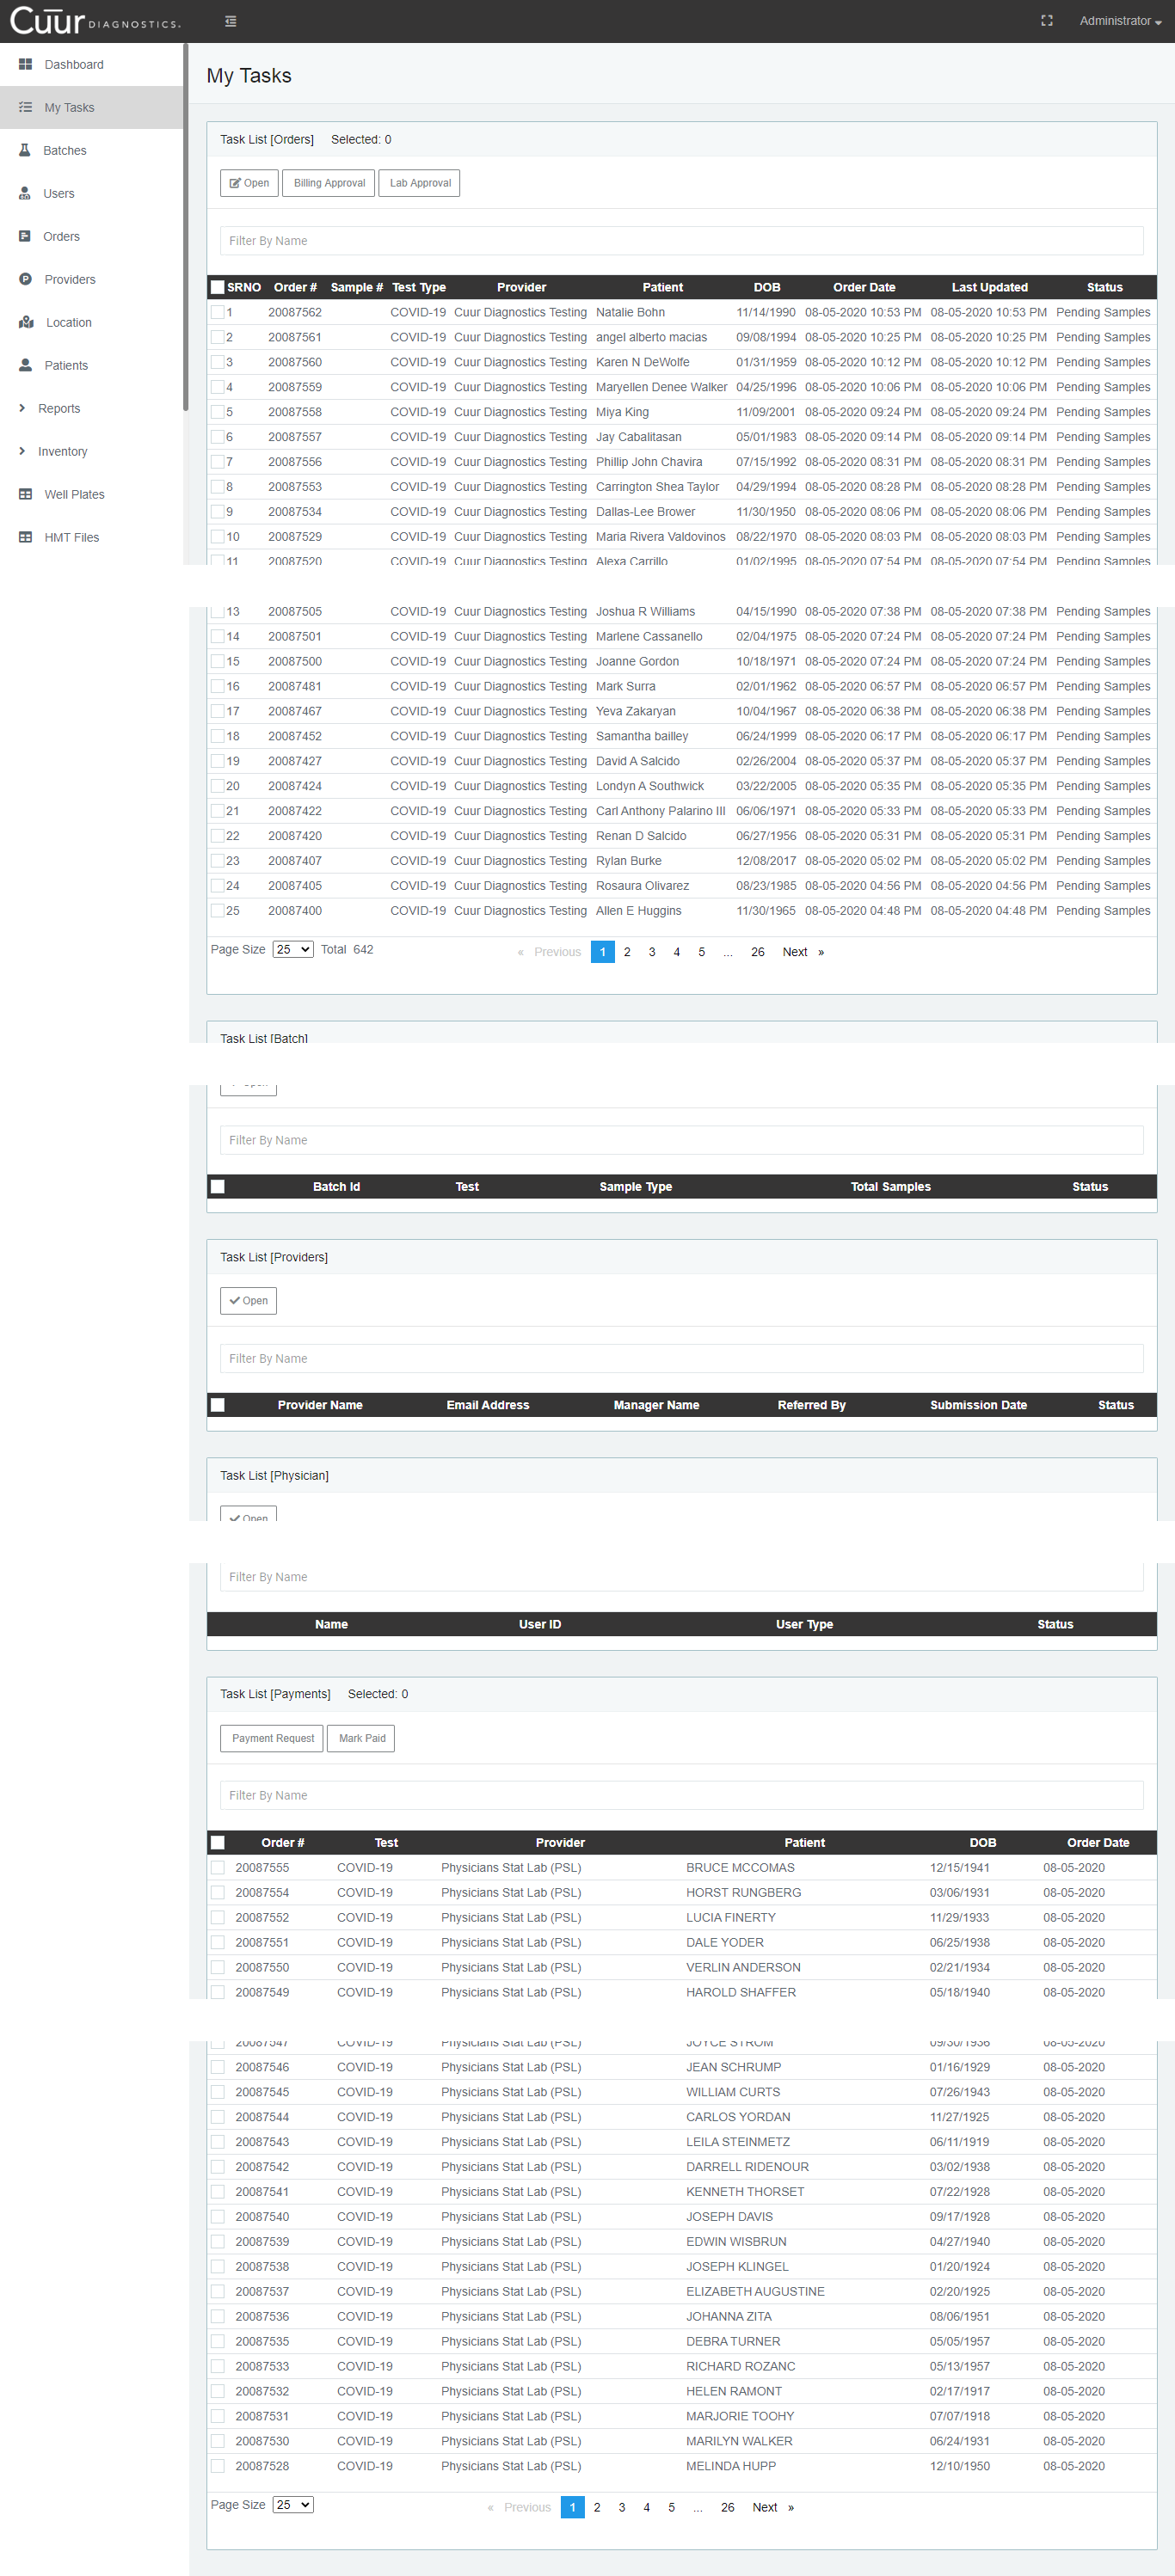 Cūur DIAGNOSTICS.
Administrator
Dashboard
My Tasks
Batches
Users
Orders
Providers
Location
Patients
Reports
Inventory
Well Plates
HMT Files
My Tasks
Task List [Orders] Selected: 0
Open Billing Approval Lab Approval
Filter By Name
SRNO Order # Sample # Test Type Provider Patient DOB Order Date Last Updated Status
1 20087562 COVID-19 Cuur Diagnostics Testing Natalie Bohn 11/14/1990 08-05-2020 10:53 PM 08-05-2020 10:53 PM Pending Samples
2 20087561 COVID-19 Cuur Diagnostics Testing angel alberto macias 09/08/1994 08-05-2020 10:25 PM 08-05-2020 10:25 PM Pending Samples
3 20087560 COVID-19 Cuur Diagnostics Testing Karen N DeWolfe 01/31/1959 08-05-2020 10:12 PM 08-05-2020 10:12 PM Pending Samples
4 20087559 COVID-19 Cuur Diagnostics Testing Maryellen Denee Walker 04/25/1996 08-05-2020 10:06 PM 08-05-2020 10:06 PM Pending Samples
5 20087558 COVID-19 Cuur Diagnostics Testing Miya King 11/09/2001 08-05-2020 09:24 PM 08-05-2020 09:24 PM Pending Samples
6 20087557 COVID-19 Cuur Diagnostics Testing Jay Cabalitasan 05/01/1983 08-05-2020 09:14 PM 08-05-2020 09:14 PM Pending Samples
7 20087556 COVID-19 Cuur Diagnostics Testing Phillip John Chavira 07/15/1992 08-05-2020 08:31 PM 08-05-2020 08:31 PM Pending Samples
8 20087553 COVID-19 Cuur Diagnostics Testing Carrington Shea Taylor 04/29/1994 08-05-2020 08:28 PM 08-05-2020 08:28 PM Pending Samples
9 20087534 COVID-19 Cuur Diagnostics Testing Dallas-Lee Brower 11/30/1950 08-05-2020 08:06 PM 08-05-2020 08:06 PM Pending Samples
10 20087529 COVID-19 Cuur Diagnostics Testing Maria Rivera Valdovinos 08/22/1970 08-05-2020 08:03 PM 08-05-2020 08:03 PM Pending Samples
11 20087520 COVID-19 Cuur Diagnostics Testing Alexa Carrillo 01/02/1995 08-05-2020 07:54 PM 08-05-2020 07:54 PM Pending Samples
13 20087505 COVID-19 Cuur Diagnostics Testing Joshua R Williams 04/15/1990 08-05-2020 07:38 PM 08-05-2020 07:38 PM Pending Samples
14 20087501 COVID-19 Cuur Diagnostics Testing Marlene Cassanello 02/04/1975 08-05-2020 07:24 PM 08-05-2020 07:24 PM Pending Samples
15 20087500 COVID-19 Cuur Diagnostics Testing Joanne Gordon 10/18/1971 08-05-2020 07:24 PM 08-05-2020 07:24 PM Pending Samples
16 20087481 COVID-19 Cuur Diagnostics Testing Mark Surra 02/01/1962 08-05-2020 06:57 PM 08-05-2020 06:57 PM Pending Samples
17 20087467 COVID-19 Cuur Diagnostics Testing Yeva Zakaryan 10/04/1967 08-05-2020 06:38 PM 08-05-2020 06:38 PM Pending Samples
18 20087452 COVID-19 Cuur Diagnostics Testing Samantha bailley 06/24/1999 08-05-2020 06:17 PM 08-05-2020 06:17 PM Pending Samples
19 20087427 COVID-19 Cuur Diagnostics Testing David A Salcido 02/26/2004 08-05-2020 05:37 PM 08-05-2020 05:37 PM Pending Samples
20 20087424 COVID-19 Cuur Diagnostics Testing Londyn A Southwick 03/22/2005 08-05-2020 05:35 PM 08-05-2020 05:35 PM Pending Samples
21 20087422 COVID-19 Cuur Diagnostics Testing Carl Anthony Palarino III 06/06/1971 08-05-2020 05:33 PM 08-05-2020 05:33 PM Pending Samples
22 20087420 COVID-19 Cuur Diagnostics Testing Renan D Salcido 06/27/1956 08-05-2020 05:31 PM 08-05-2020 05:31 PM Pending Samples
23 20087407 COVID-19 Cuur Diagnostics Testing Rylan Burke 12/08/2017 08-05-2020 05:02 PM 08-05-2020 05:02 PM Pending Samples
24 20087405 COVID-19 Cuur Diagnostics Testing Rosaura Olivarez 08/23/1985 08-05-2020 04:56 PM 08-05-2020 04:56 PM Pending Samples
25 20087400 COVID-19 Cuur Diagnostics Testing Allen E Huggins 11/30/1965 08-05-2020 04:48 PM 08-05-2020 04:48 PM Pending Samples
Page Size 25 Total 642 « Previous 1 2 3 4 5 ... 26 Next »
Task List [Batch]
Filter By Name
Batch Id Test Sample Type Total Samples Status
Task List [Providers]
Open
Filter By Name
Provider Name Email Address Manager Name Referred By Submission Date Status
Task List [Physician]
Open
Filter By Name
Name User ID User Type Status
Task List [Payments] Selected: 0
Payment Request Mark Paid
Filter By Name
Order # Test Provider Patient DOB Order Date
20087555 COVID-19 Physicians Stat Lab (PSL) BRUCE MCCOMAS 12/15/1941 08-05-2020
20087554 COVID-19 Physicians Stat Lab (PSL) HORST RUNGBERG 03/06/1931 08-05-2020
20087552 COVID-19 Physicians Stat Lab (PSL) LUCIA FINERTY 11/29/1933 08-05-2020
20087551 COVID-19 Physicians Stat Lab (PSL) DALE YODER 06/25/1938 08-05-2020
20087550 COVID-19 Physicians Stat Lab (PSL) VERLIN ANDERSON 02/21/1934 08-05-2020
20087549 COVID-19 Physicians Stat Lab (PSL) HAROLD SHAFFER 05/18/1940 08-05-2020
20087547 COVID-19 Physicians Stat Lab (PSL) JOYCE STROM 09/30/1936 08-05-2020
20087546 COVID-19 Physicians Stat Lab (PSL) JEAN SCHRUMP 01/16/1929 08-05-2020
20087545 COVID-19 Physicians Stat Lab (PSL) WILLIAM CURTS 07/26/1943 08-05-2020
20087544 COVID-19 Physicians Stat Lab (PSL) CARLOS YORDAN 11/27/1925 08-05-2020
20087543 COVID-19 Physicians Stat Lab (PSL) LEILA STEINMETZ 06/11/1919 08-05-2020
20087542 COVID-19 Physicians Stat Lab (PSL) DARRELL RIDENOUR 03/02/1938 08-05-2020
20087541 COVID-19 Physicians Stat Lab (PSL) KENNETH THORSET 07/22/1928 08-05-2020
20087540 COVID-19 Physicians Stat Lab (PSL) JOSEPH DAVIS 09/17/1928 08-05-2020
20087539 COVID-19 Physicians Stat Lab (PSL) EDWIN WISBRUN 04/27/1940 08-05-2020
20087538 COVID-19 Physicians Stat Lab (PSL) JOSEPH KLINGEL 01/20/1924 08-05-2020
20087537 COVID-19 Physicians Stat Lab (PSL) ELIZABETH AUGUSTINE 02/20/1925 08-05-2020
20087536 COVID-19 Physicians Stat Lab (PSL) JOHANNA ZITA 08/06/1951 08-05-2020
20087535 COVID-19 Physicians Stat Lab (PSL) DEBRA TURNER 05/05/1957 08-05-2020
20087533 COVID-19 Physicians Stat Lab (PSL) RICHARD ROZANC 05/13/1957 08-05-2020
20087532 COVID-19 Physicians Stat Lab (PSL) HELEN RAMONT 02/17/1917 08-05-2020
20087531 COVID-19 Physicians Stat Lab (PSL) MARJORIE TOOHY 07/07/1918 08-05-2020
20087530 COVID-19 Physicians Stat Lab (PSL) MARILYN WALKER 06/24/1931 08-05-2020
20087528 COVID-19 Physicians Stat Lab (PSL) MELINDA HUPP 12/10/1950 08-05-2020
Page Size 25 « Previous 1 2 3 4 5 ... 26 Next »